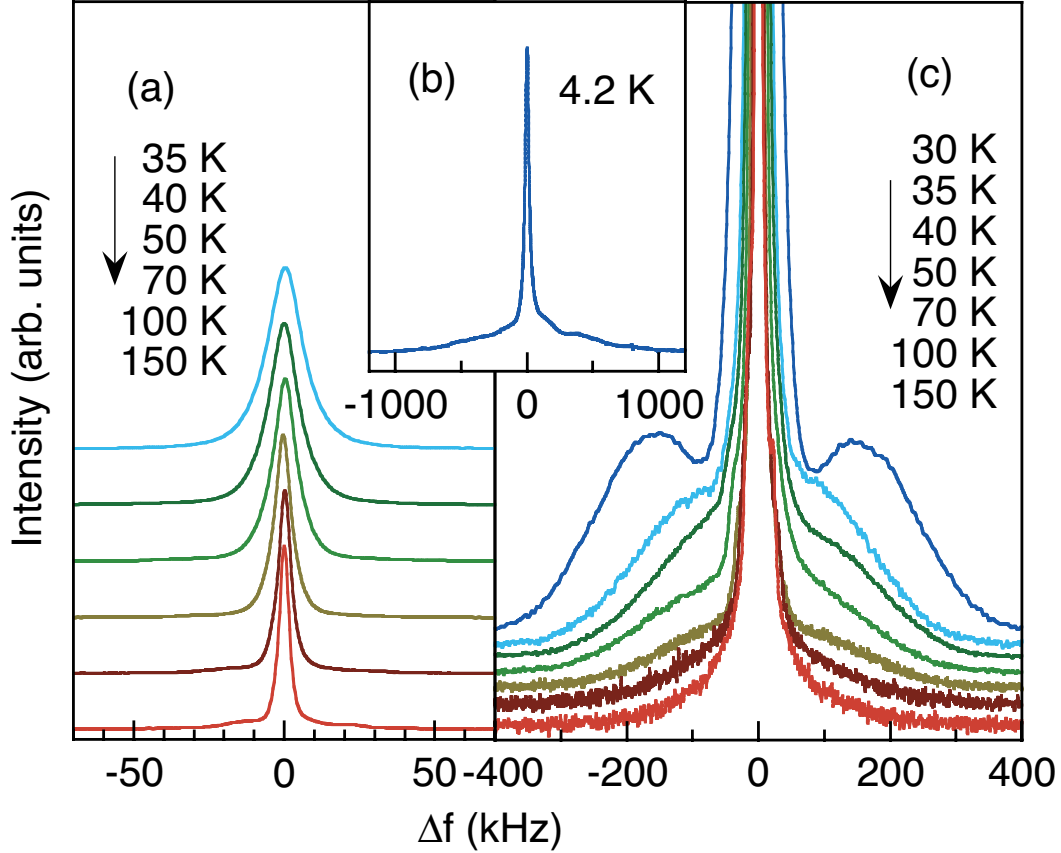 (a)
35 K
40 K
50 K
70 K
100 K
150 K
(b)
4.2 K
-1000
0
1000
(c)
30 K
35 K
40 K
50 K
70 K
100 K
150 K
Intensity (arb. units)
-50
0
50
-400
-200
0
200
400
Δf (kHz)